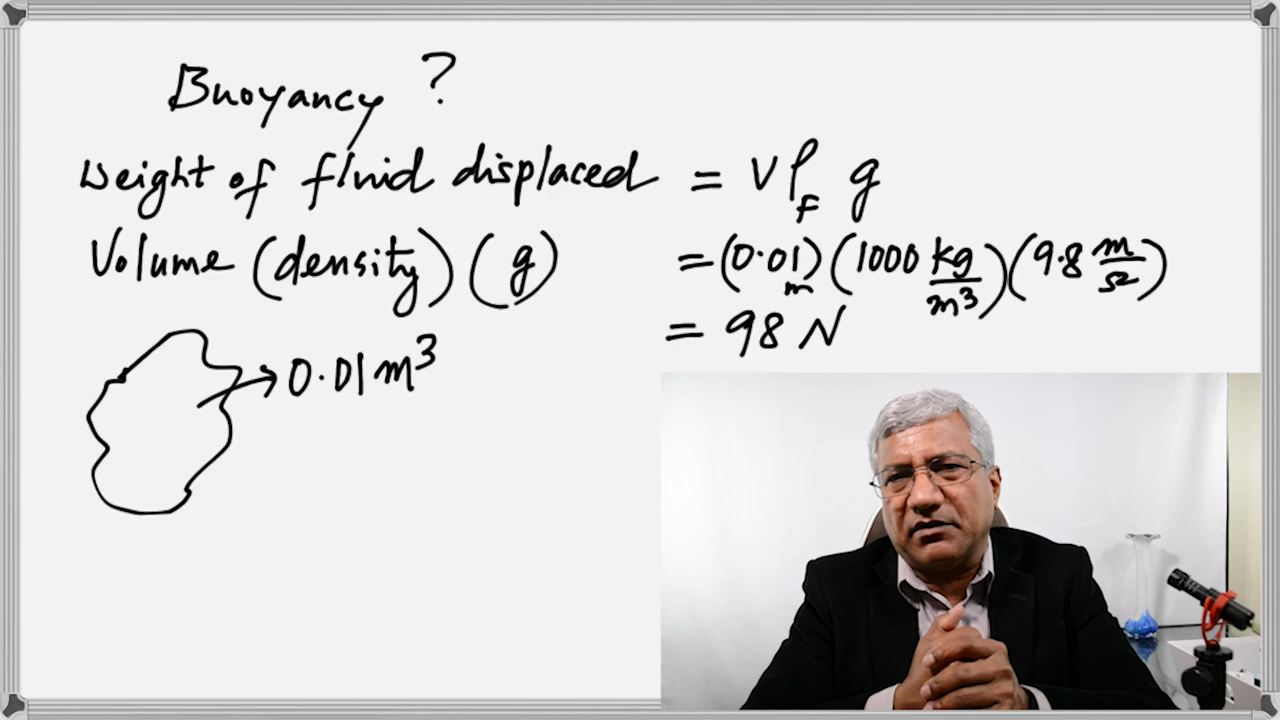 Buoyancy ?
Weight of fluid displaced = V ρ_F g
Volume (density) (g) = (0.01 m) (1000 kg/m³) (9.8 m/s²)
= 98 N
→ 0.01 m³